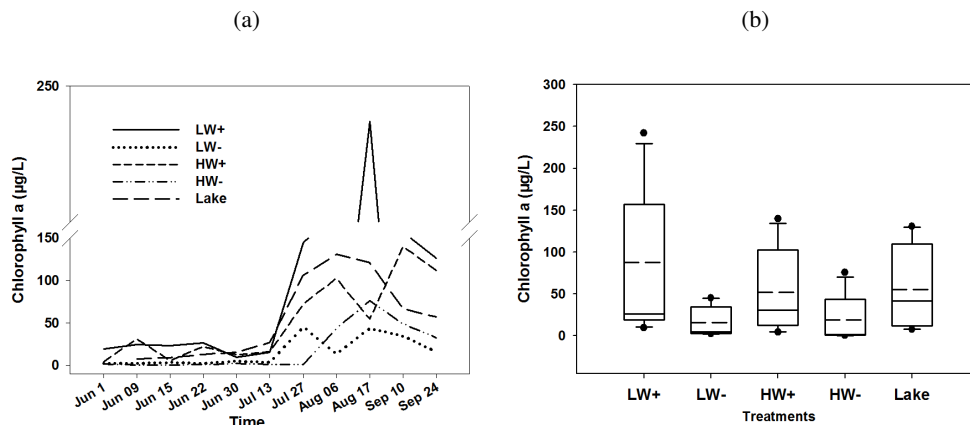 (a)
(b)
250
150
100
50
0
Chlorophyll a (µg/L)
LW+
LW-
HW+
HW-
Lake
Jun 1
Jun 09
Jun 15
Jun 22
Jun 30
Jul 13
Jul 27
Aug 06
Aug 17
Sep 10
Sep 24
Time
300
250
200
150
100
50
0
Chlorophyll a (µg/L)
LW+
LW-
HW+
HW-
Lake
Treatments